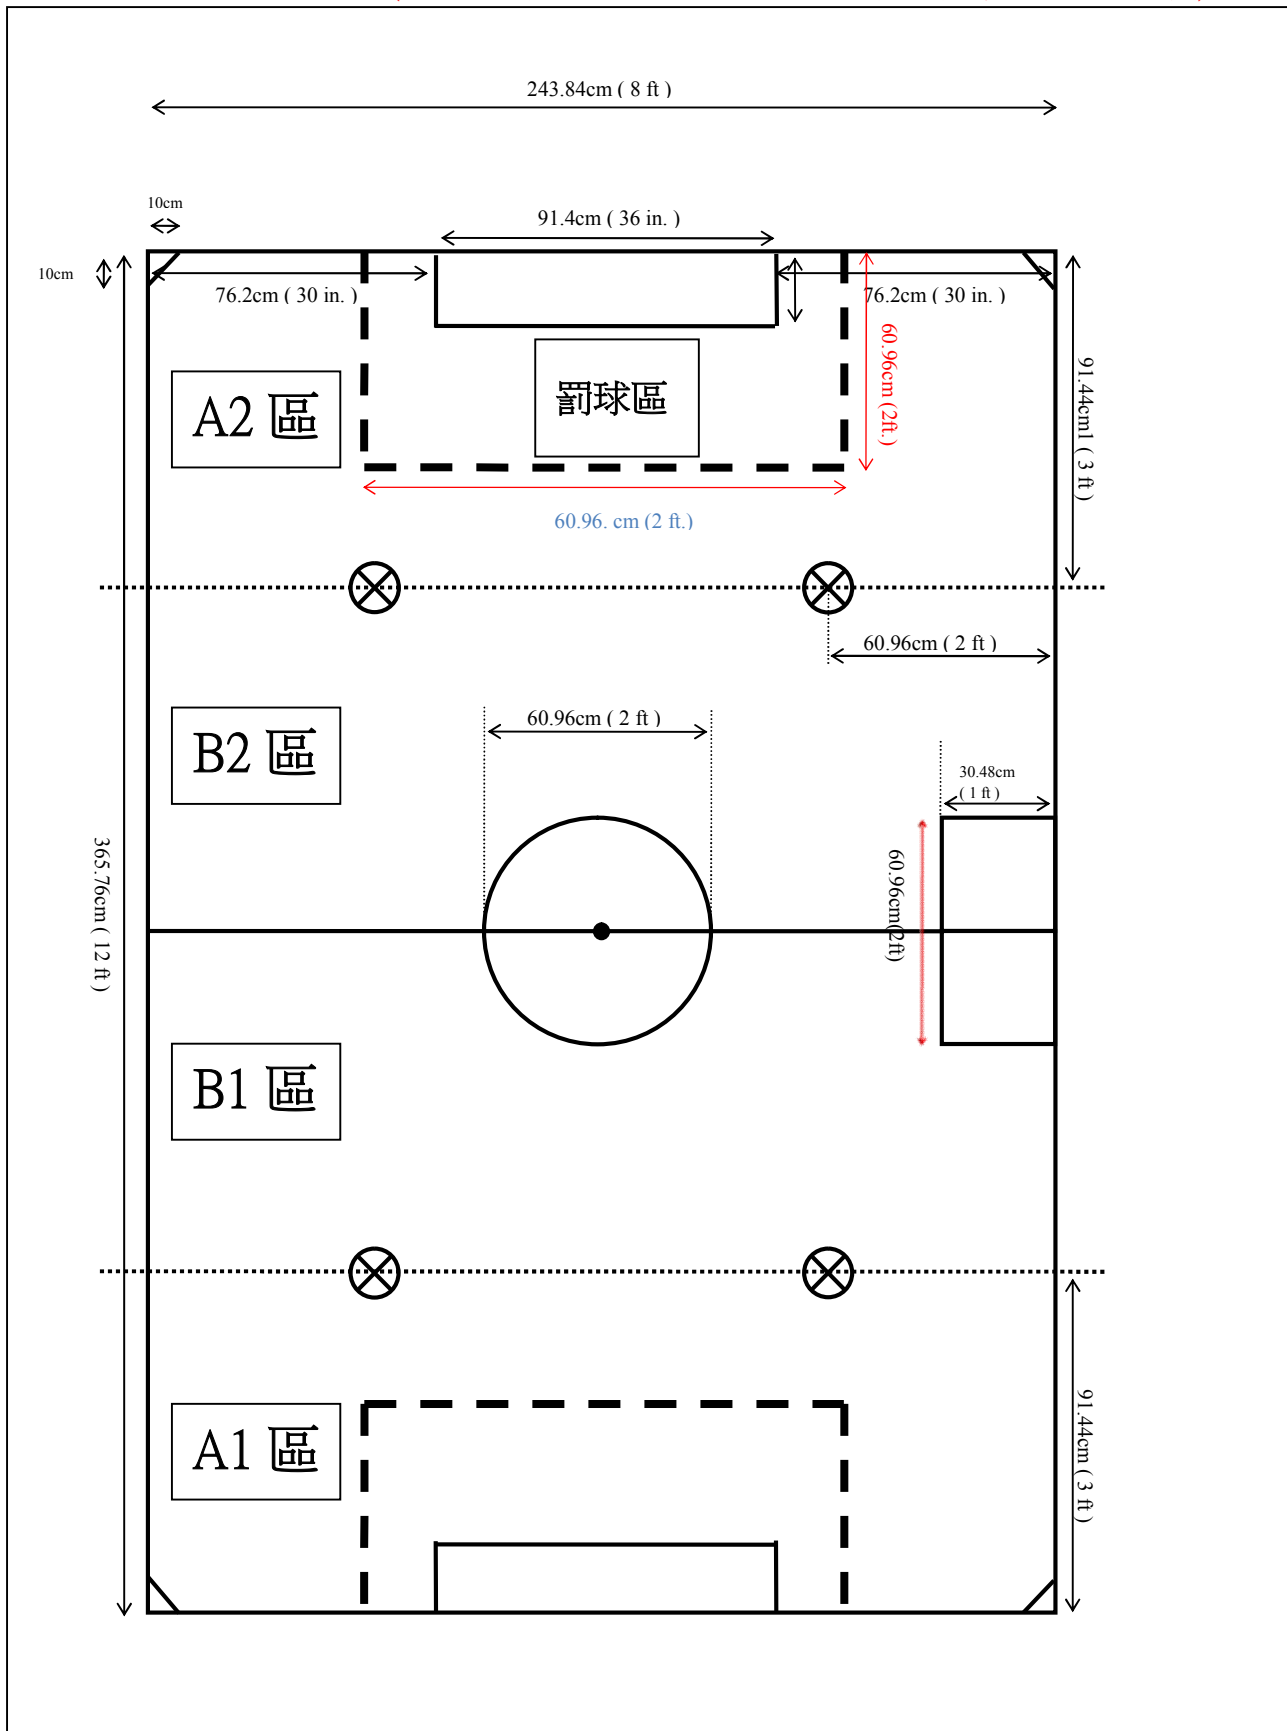 243.84cm ( 8 ft )
10cm
91.4cm ( 36 in. )
10cm
76.2cm ( 30 in. )
76.2cm ( 30 in. )
60.96cm (2ft.)
91.44cm1 ( 3 ft )
A2 區
罰球區
60.96. cm (2 ft.)
60.96cm ( 2 ft )
B2 區
60.96cm ( 2 ft )
30.48cm
( 1 ft )
365.76cm ( 12 ft )
60.96cm(2ft)
B1 區
A1 區
91.44cm ( 3 ft )